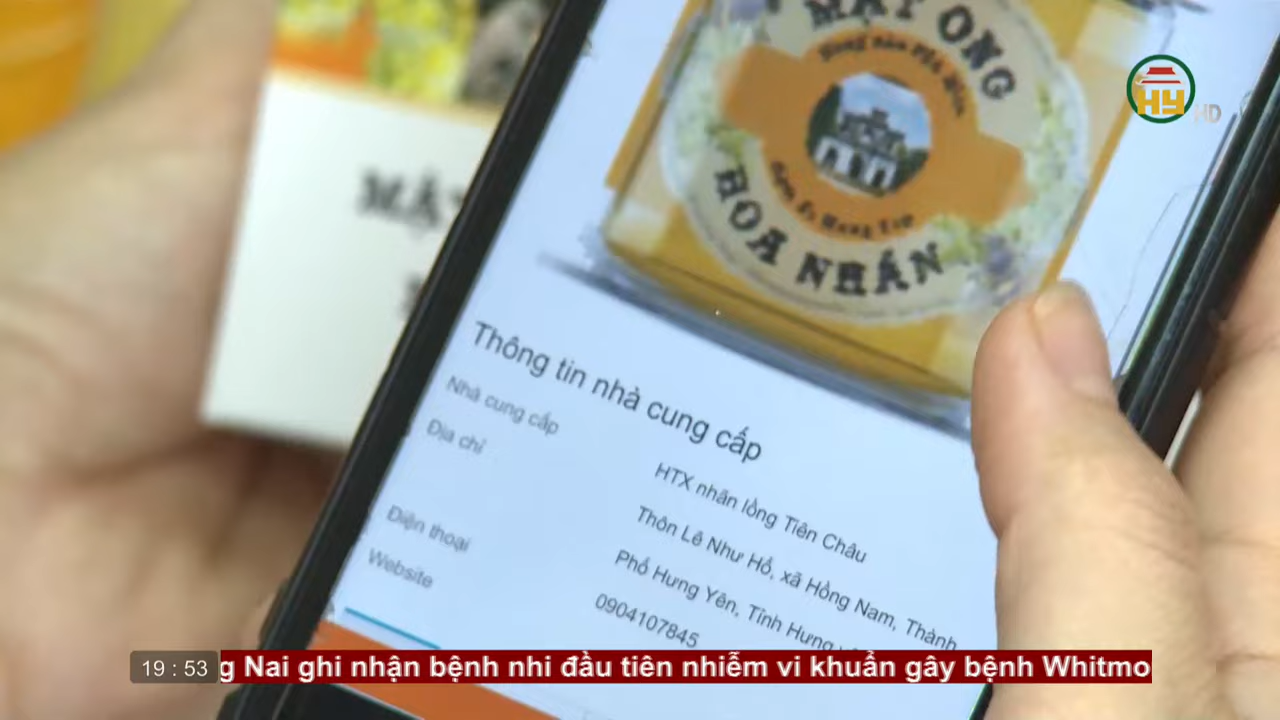 MẬT ONG
HOA NHÃN
HY HD
MẬT
Thông tin nhà cung cấp
Nhà cung cấp
HTX nhãn lồng Tiên Châu
Địa chỉ
Thôn Lê Như Hổ, xã Hồng Nam, Thành
Phố Hưng Yên, Tỉnh Hưng
Điện thoại
0904107845
Website
19 : 53
g Nai ghi nhận bệnh nhi đầu tiên nhiễm vi khuẩn gây bệnh Whitmo